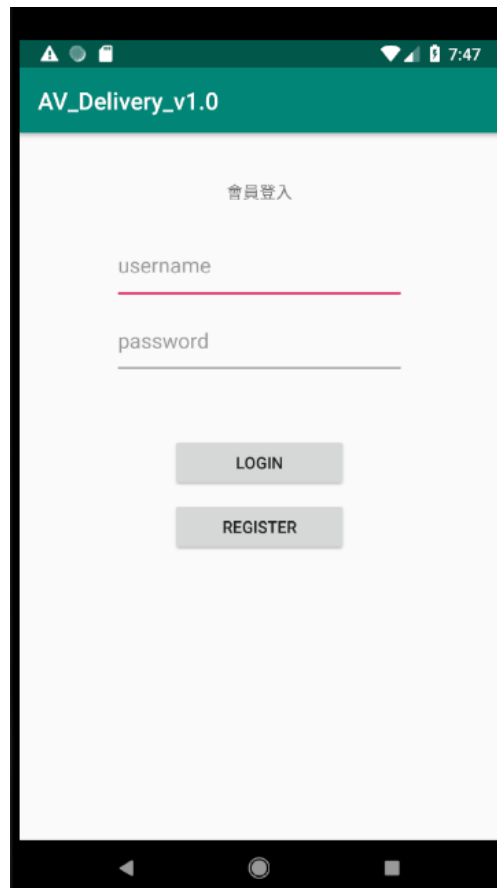 7:47
AV_Delivery_v1.0
會員登入
username
password
LOGIN
REGISTER